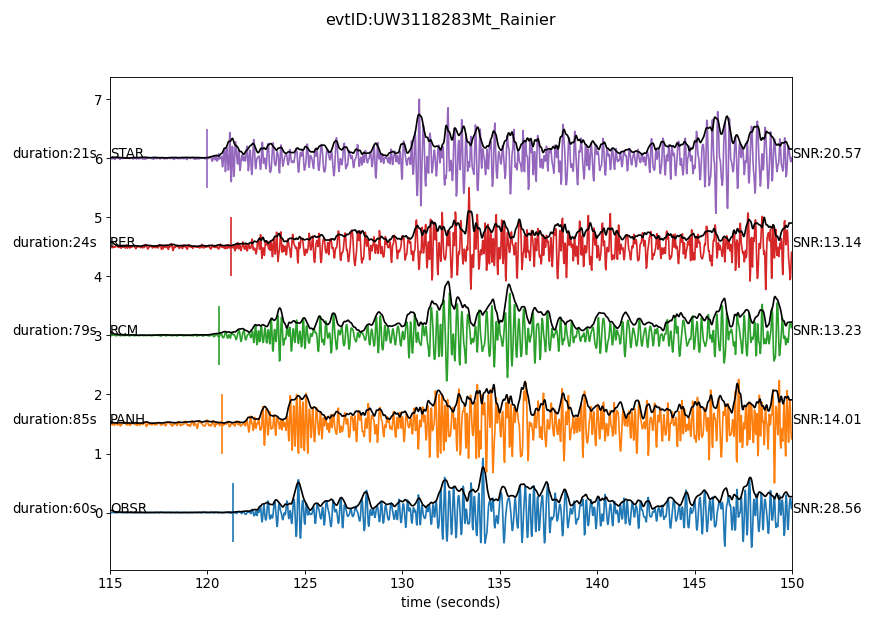 evtID:UW3118283Mt_Rainier
7
duration:21s 6 STAR SNR:20.57
5
duration:24s RER SNR:13.14
4
duration:79s 3 RCM SNR:13.23
2
duration:85s PANH SNR:14.01
1
duration:60s 0 OBSR SNR:28.56
115 120 125 130 135 140 145 150
time (seconds)